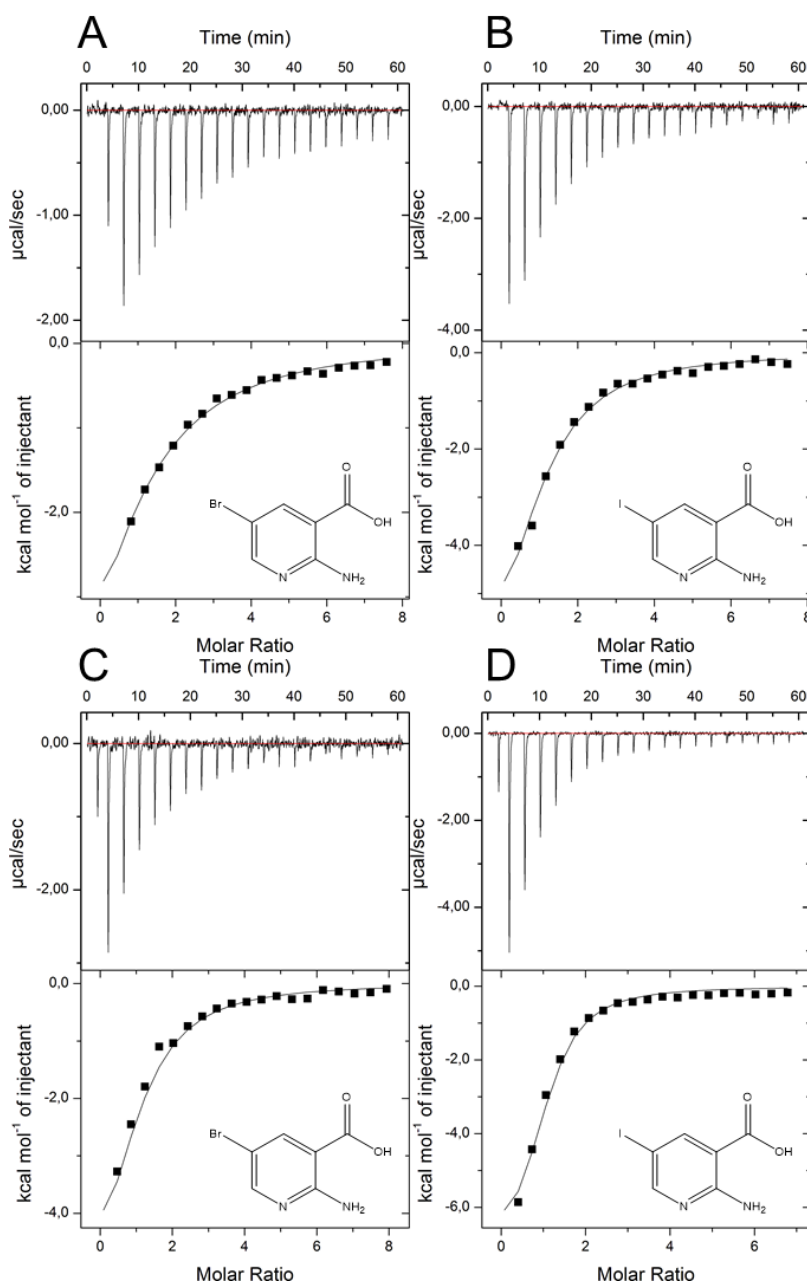 A
Time (min)
0 10 20 30 40 50 60
0,00
-1,00
-2,00
µcal/sec
0,0
-2,0
kcal mol⁻¹ of injectant
Br
O
OH
N
NH₂
0 2 4 6 8
Molar Ratio
B
Time (min)
0 10 20 30 40 50 60
0,00
-2,00
-4,00
µcal/sec
0,0
-2,0
-4,0
kcal mol⁻¹ of injectant
I
O
OH
N
NH₂
0 2 4 6 8
Molar Ratio
C
Time (min)
0 10 20 30 40 50 60
0,00
-2,00
µcal/sec
0,0
-2,0
-4,0
kcal mol⁻¹ of injectant
Br
O
OH
N
NH₂
0 2 4 6 8
Molar Ratio
D
Time (min)
0 10 20 30 40 50 60
0,00
-2,00
-4,00
µcal/sec
0,0
-2,0
-4,0
-6,0
kcal mol⁻¹ of injectant
I
O
OH
N
NH₂
0 2 4 6
Molar Ratio